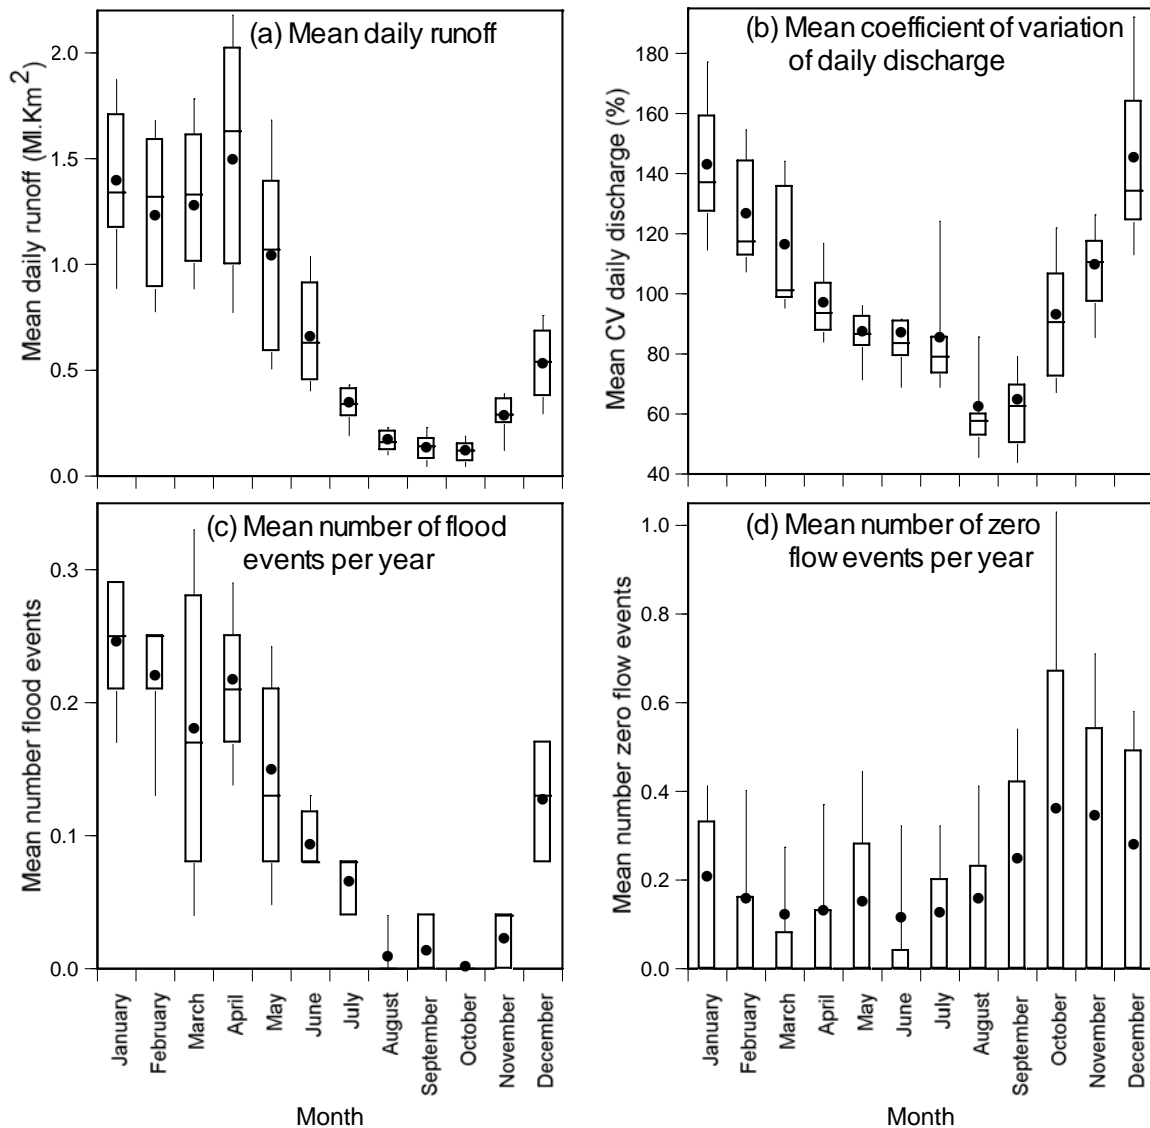 (a) Mean daily runoff
Mean daily runoff (Ml.Km2)
2.0
1.5
1.0
0.5
0.0
(b) Mean coefficient of variation
of daily discharge
Mean CV daily discharge (%)
180
160
140
120
100
80
60
40
(c) Mean number of flood
events per year
Mean number flood events
0.3
0.2
0.1
0.0
January
February
March
April
May
June
July
August
September
October
November
December
Month
(d) Mean number of zero
flow events per year
Mean number zero flow events
1.0
0.8
0.6
0.4
0.2
0.0
January
February
March
April
May
June
July
August
September
October
November
December
Month